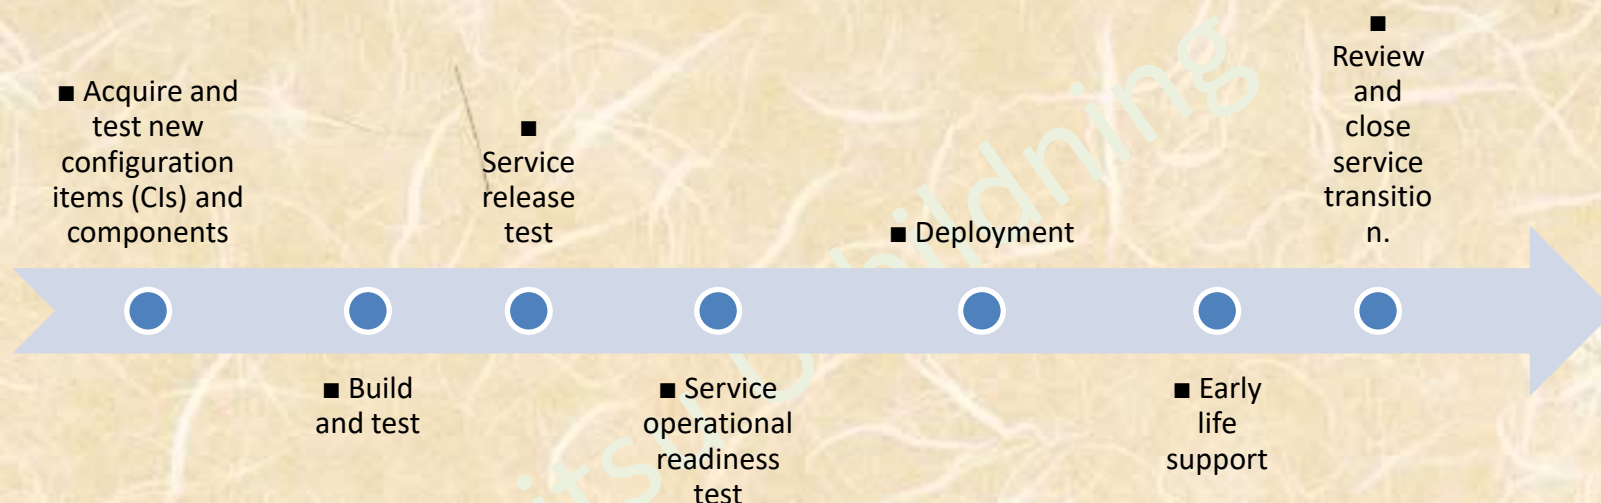 ■ Acquire and
test new
configuration
items (CIs) and
components
■ Build
and test
■
Service
release
test
■ Service
operational
readiness
test
■ Deployment
■ Early
life
support
■
Review
and
close
service
transitio
n.